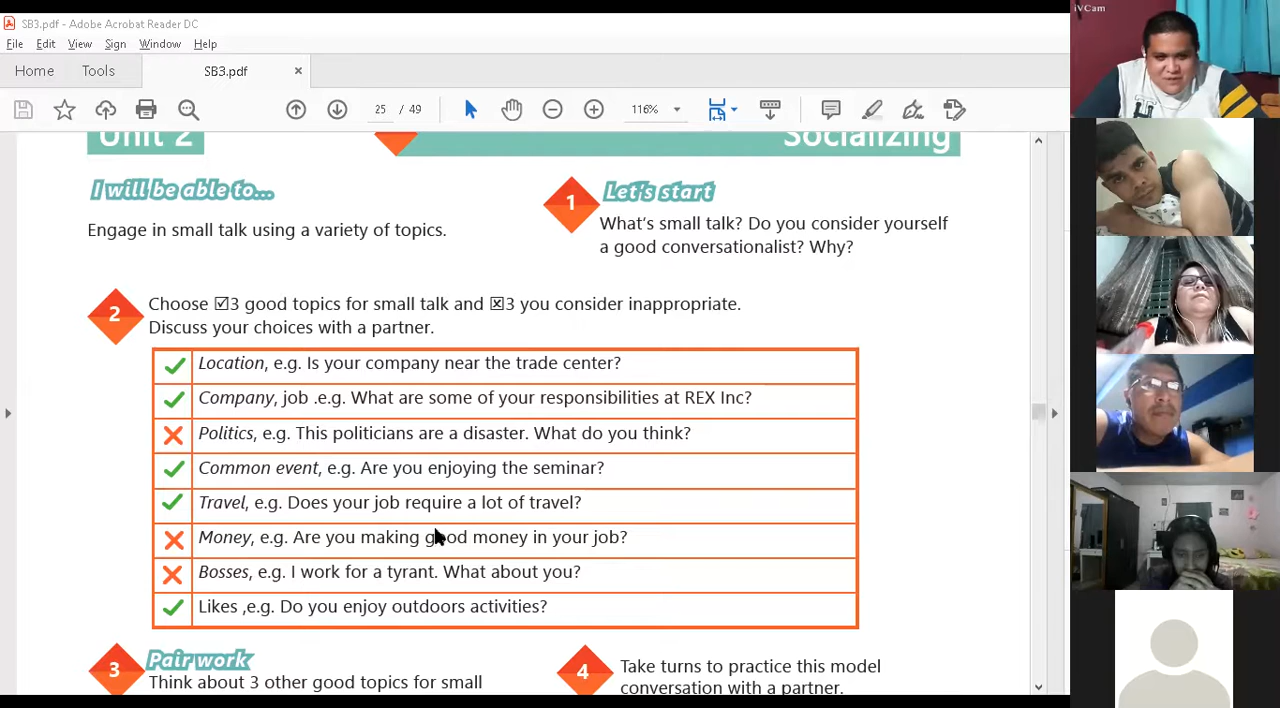 SB3.pdf - Adobe Acrobat Reader DC
iVCam
File Edit View Sign Window Help
Home Tools SB3.pdf ×
25 / 49 116%
Unit 2 Socializing
I will be able to...
Engage in small talk using a variety of topics.
1 Let's start
What's small talk? Do you consider yourself
a good conversationalist? Why?
2 Choose ☑3 good topics for small talk and ☒3 you consider inappropriate.
Discuss your choices with a partner.
Location, e.g. Is your company near the trade center?
Company, job .e.g. What are some of your responsibilities at REX Inc?
Politics, e.g. This politicians are a disaster. What do you think?
Common event, e.g. Are you enjoying the seminar?
Travel, e.g. Does your job require a lot of travel?
Money, e.g. Are you making good money in your job?
Bosses, e.g. I work for a tyrant. What about you?
Likes ,e.g. Do you enjoy outdoors activities?
3 Pair work
Think about 3 other good topics for small
4 Take turns to practice this model
conversation with a partner.